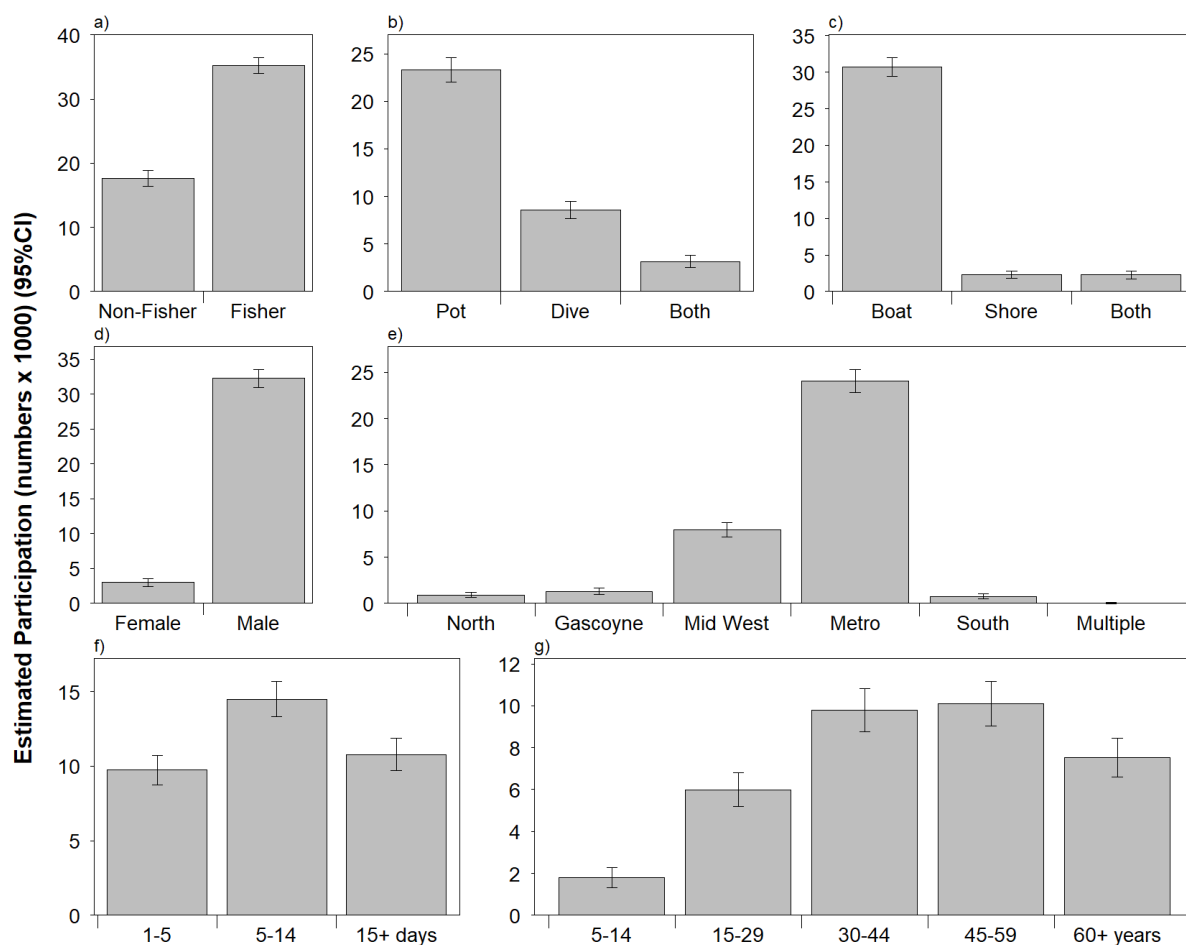 Estimated Participation (numbers x 1000) (95%CI)
a)
40
30
20
10
0
Non-Fisher Fisher
b)
25
20
15
10
5
0
Pot Dive Both
c)
35
30
25
20
15
10
5
0
Boat Shore Both
d)
35
30
25
20
15
10
5
0
Female Male
e)
25
20
15
10
5
0
North Gascoyne Mid West Metro South Multiple
f)
15
10
5
0
1-5 5-14 15+ days
g)
12
10
8
6
4
2
0
5-14 15-29 30-44 45-59 60+ years